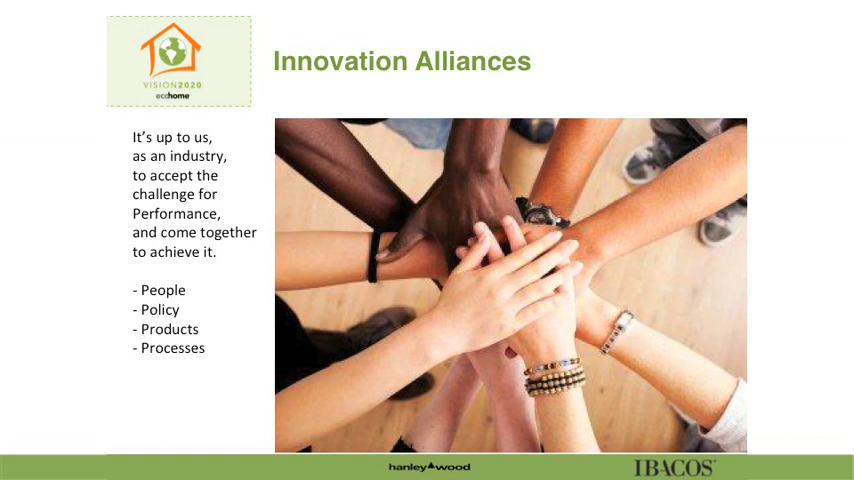 VISION2020
ecohome
Innovation Alliances
It's up to us,
as an industry,
to accept the
challenge for
Performance,
and come together
to achieve it.
- People
- Policy
- Products
- Processes
hanley wood
IBACOS